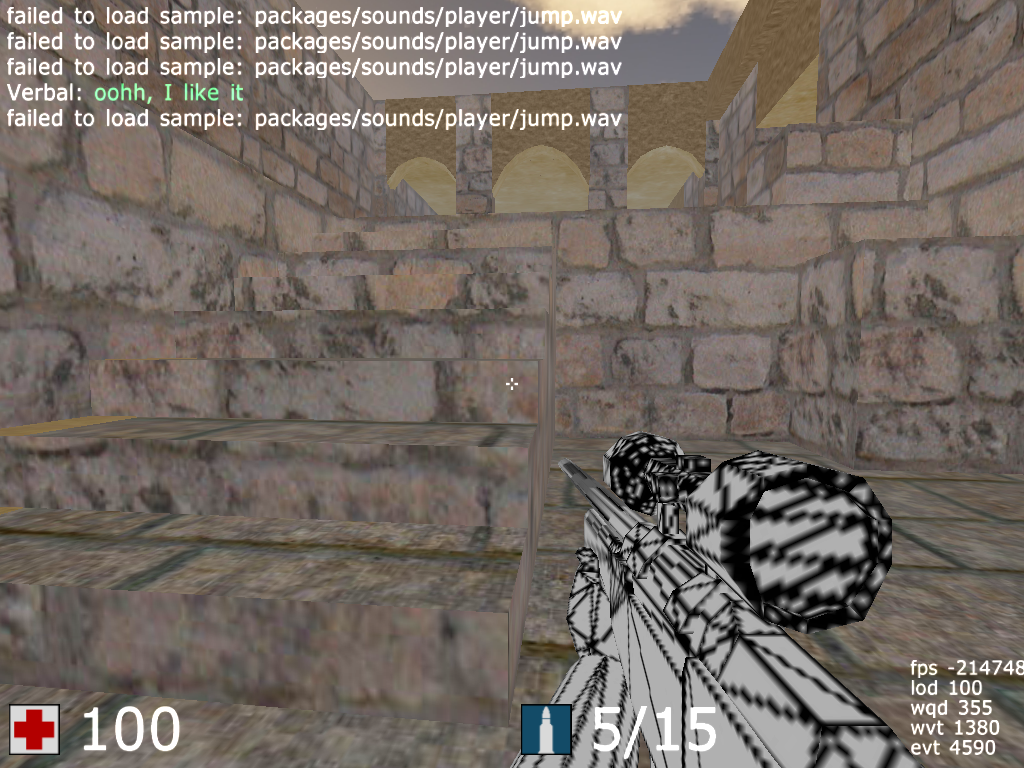 failed to load sample: packages/sounds/player/jump.wav
failed to load sample: packages/sounds/player/jump.wav
failed to load sample: packages/sounds/player/jump.wav
Verbal: oohh, I like it
failed to load sample: packages/sounds/player/jump.wav
fps -214748
lod 100
wqd 355
wvt 1380
evt 4590
100
5/15